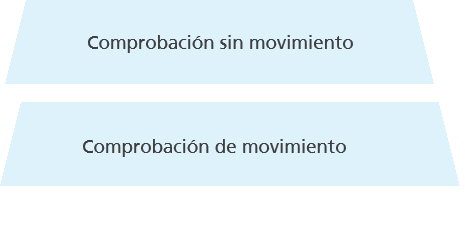 Comprobación sin movimiento
Comprobación de movimiento